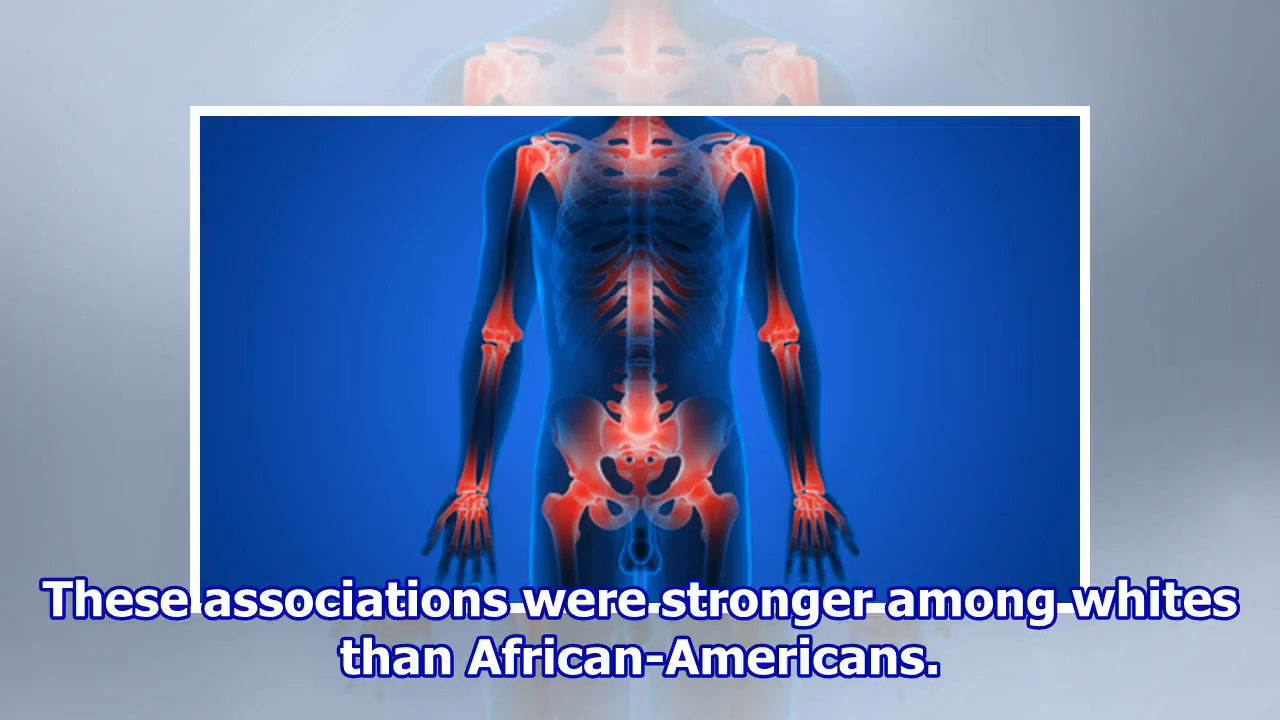 These associations were stronger among whites
than African-Americans.